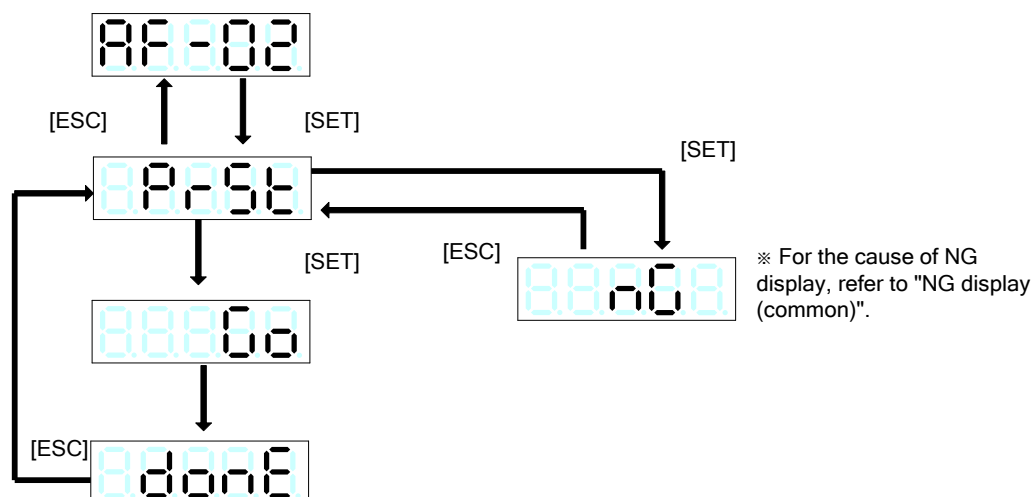 AF-02
[ESC]
[SET]
[SET]
PrSt
[SET]
[ESC]
nG
※ For the cause of NG
display, refer to "NG display
(common)".
Go
[ESC]
donE